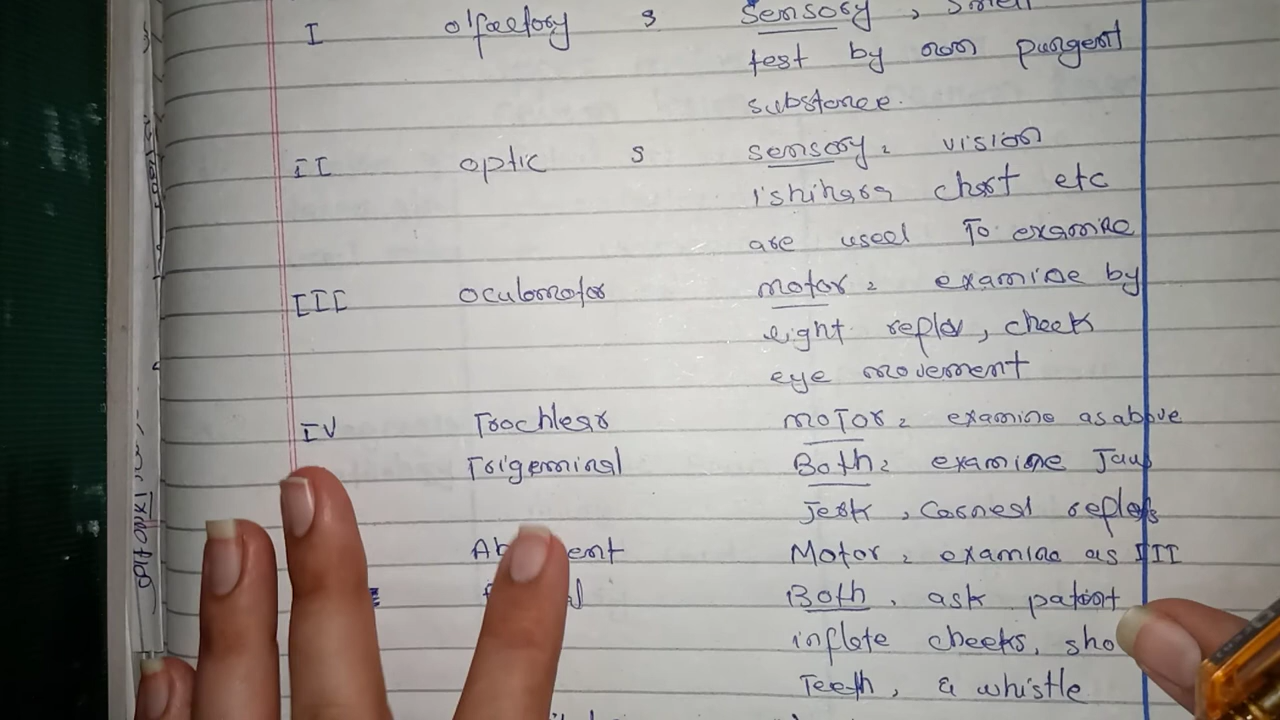 I olfactory s sensory, smell
test by non pungent
substance.
II optic s sensory, vision
ishihara chart etc
are used To examine
III oculomotor motor, examine by
light reflex, check
eye movement
IV Trochlear MOTOR, examine as above
Trigeminal Both, examine Jaw
Jerk, Corneal reflexs
Motor, examine as III
Both, ask patient
inflate cheeks, sho
Teeth, & whistle